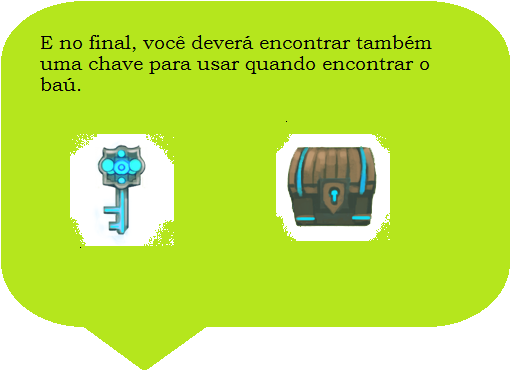 E no final, você deverá encontrar também
uma chave para usar quando encontrar o
baú.